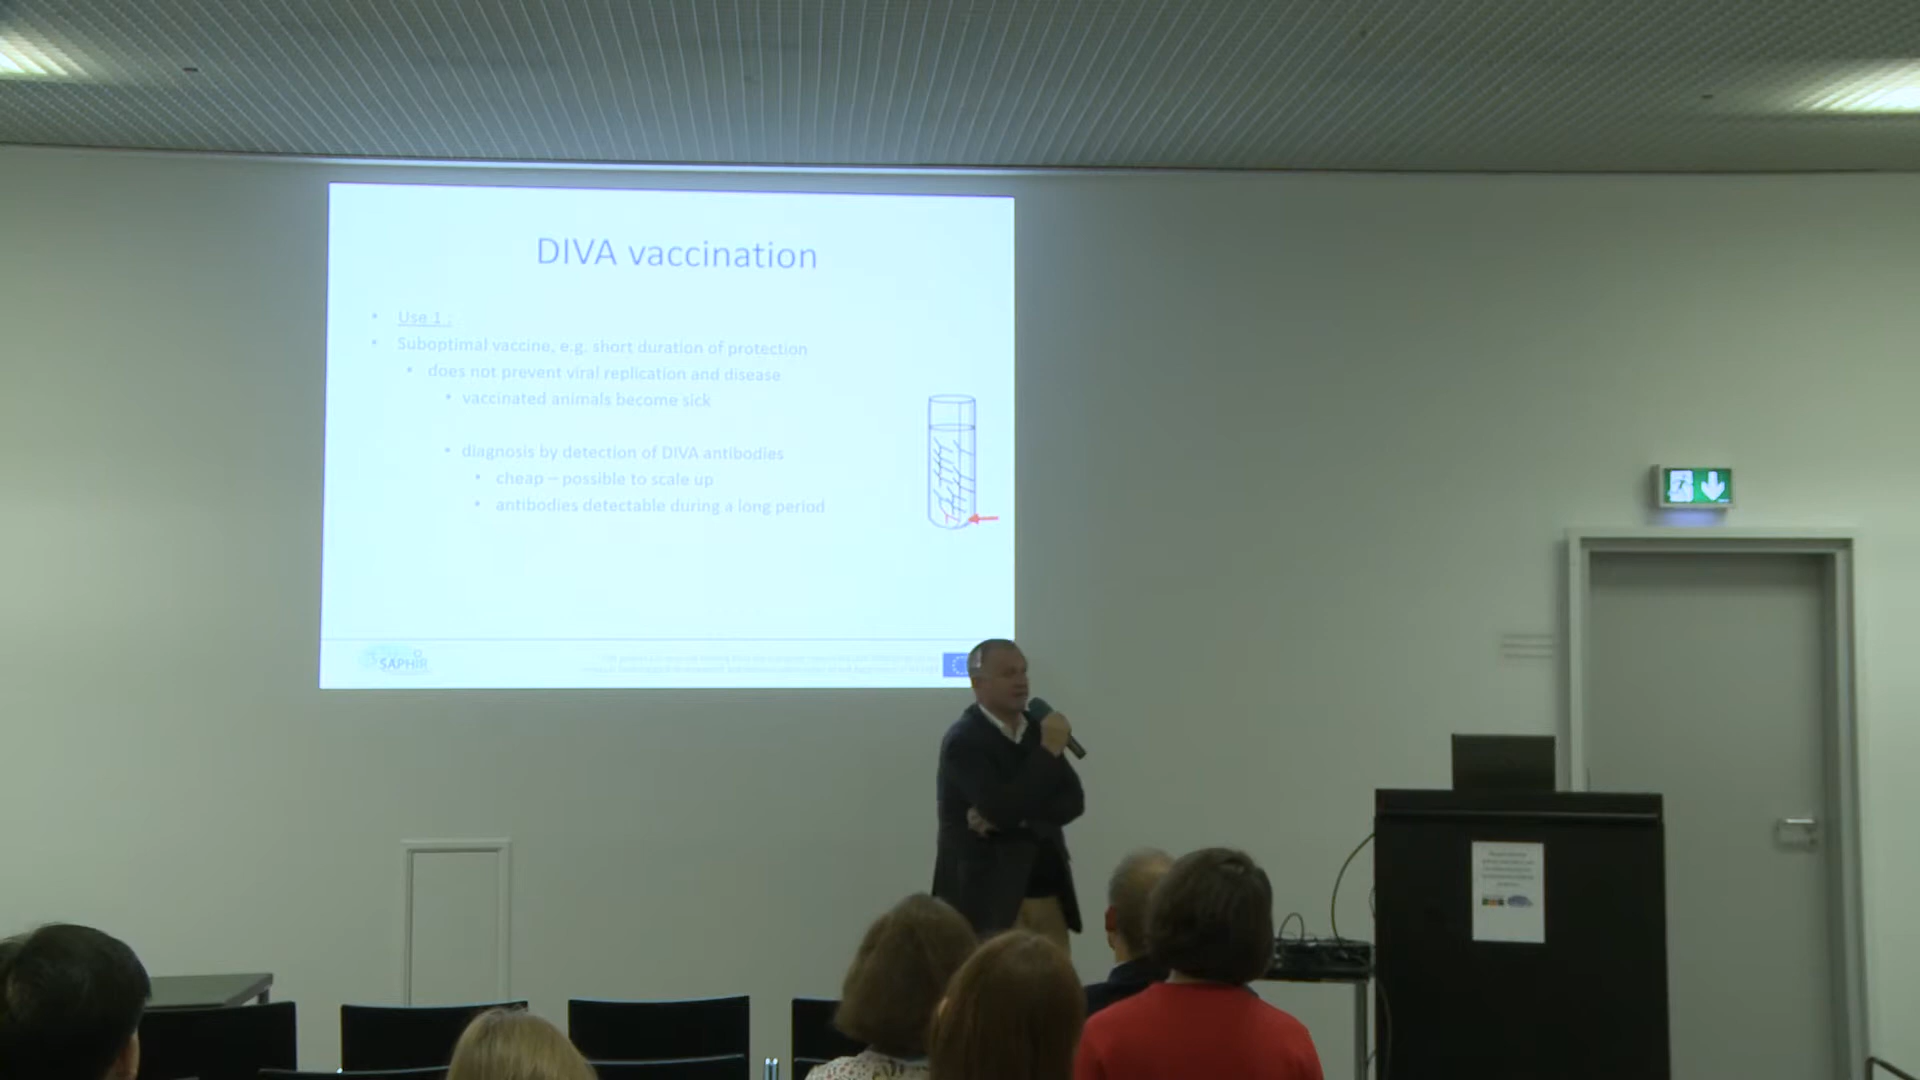 DIVA vaccination
• Use 1 :
• Suboptimal vaccine, e.g. short duration of protection
• does not prevent viral replication and disease
• vaccinated animals become sick
• diagnosis by detection of DIVA antibodies
• cheap – possible to scale up
• antibodies detectable during a long period
SAPHIR